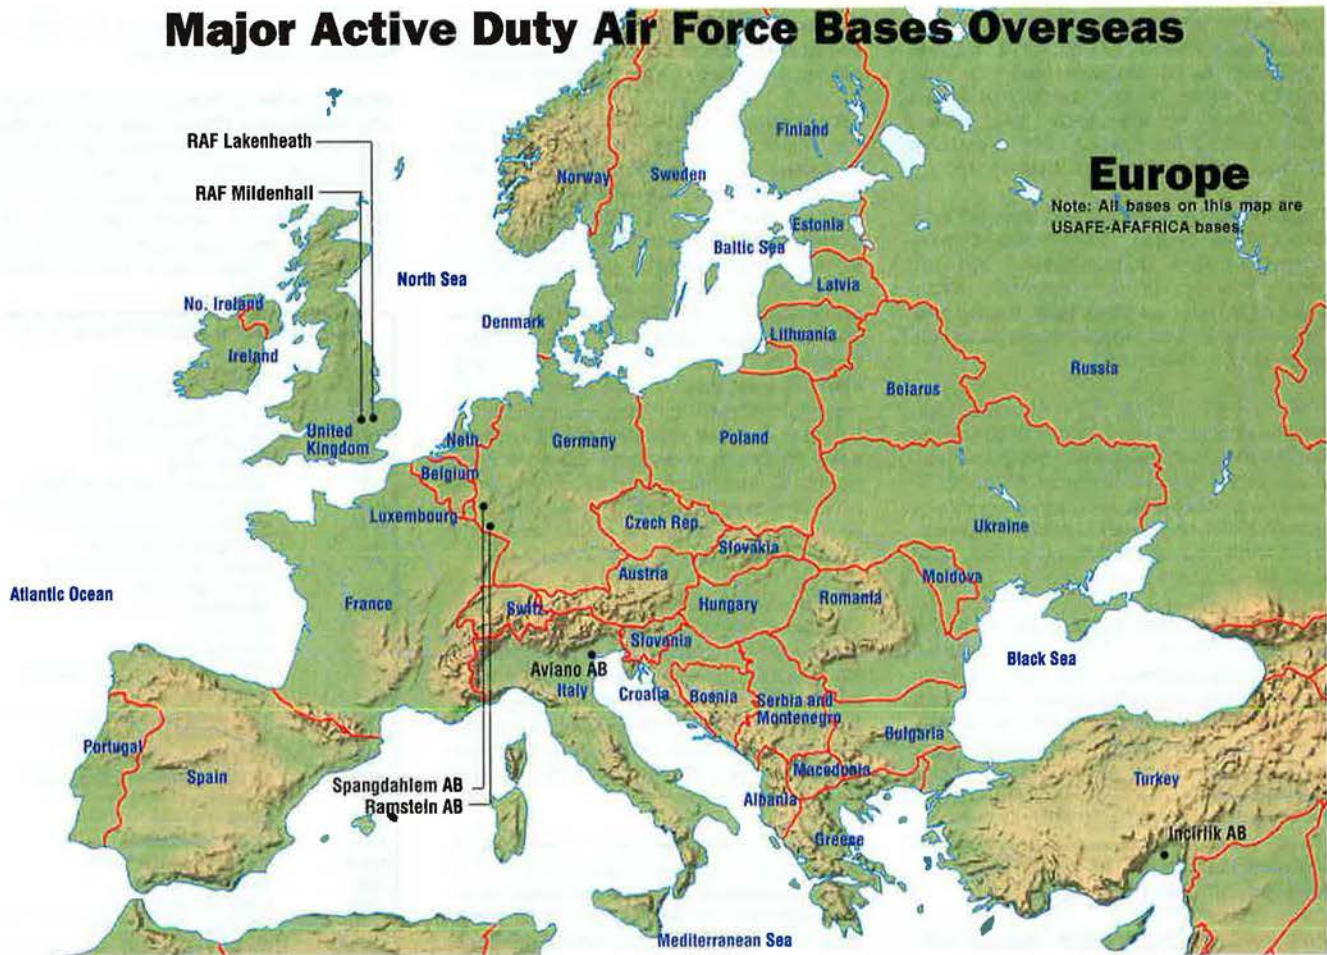 Major Active Duty Air Force Bases Overseas
RAF Lakenheath
RAF Mildenhall
Finland
Norway
Sweden
Europe
Note: All bases on this map are
USAFE-AFAFRICA bases.
Estonia
Baltic Sea
North Sea
Latvia
No. Ireland
Denmark
Lithuania
Ireland
Russia
Belarus
United
Kingdom
Neth
Germany
Poland
Belgium
Luxembourg
Czech Rep.
Ukraine
Slovakia
Austria
Moldova
Atlantic Ocean
France
Switz
Hungary
Romania
Slovenia
Black Sea
Aviano AB
Italy
Croatia
Bosnia
Serbia and
Montenegro
Bulgaria
Portugal
Spain
Macedonia
Turkey
Spangdahlem AB
Ramstein AB
Albania
Greece
Incirlik AB
Mediterranean Sea